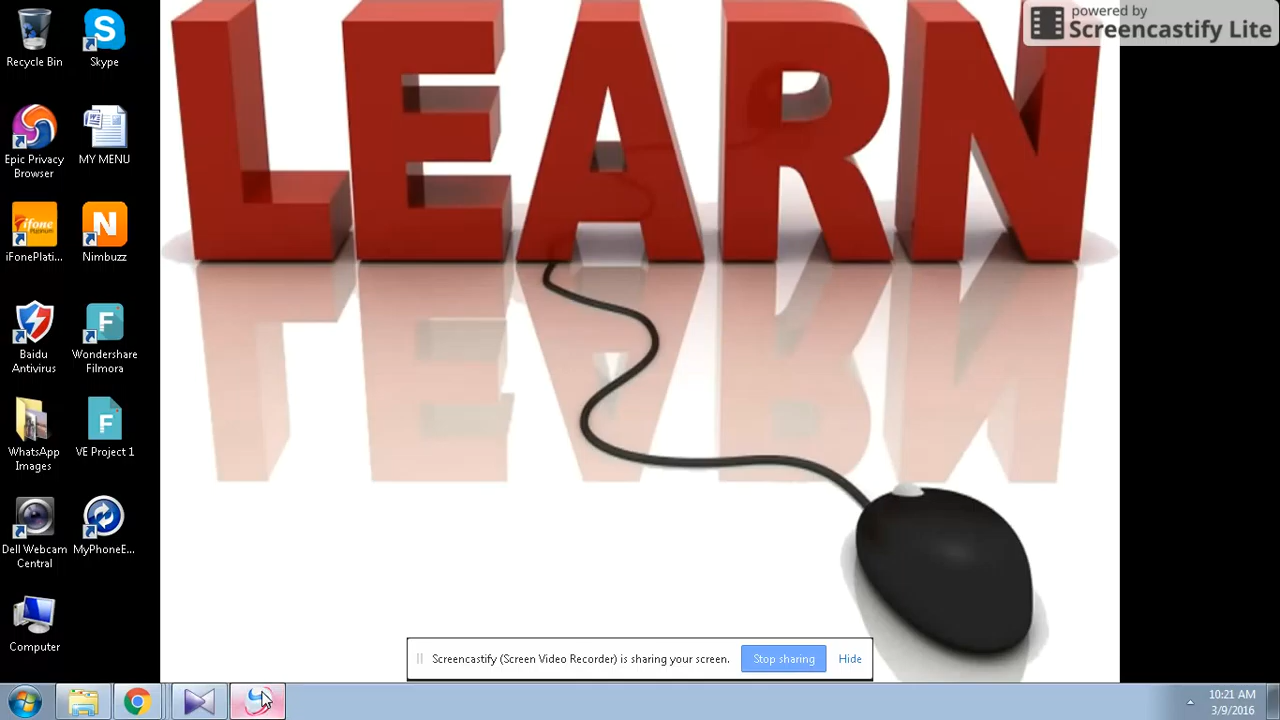 LEARN
powered by
Screencastify Lite
Recycle Bin
Skype
W
Epic Privacy
Browser
MY MENU
ifone
Platinum
N
iFonePlati...
Nimbuzz
F
Baidu
Antivirus
Wondershare
Filmora
F
WhatsApp
Images
VE Project 1
Dell Webcam
Central
MyPhoneE...
Computer
Screencastify (Screen Video Recorder) is sharing your screen.
Stop sharing
Hide
10:21 AM
3/9/2016